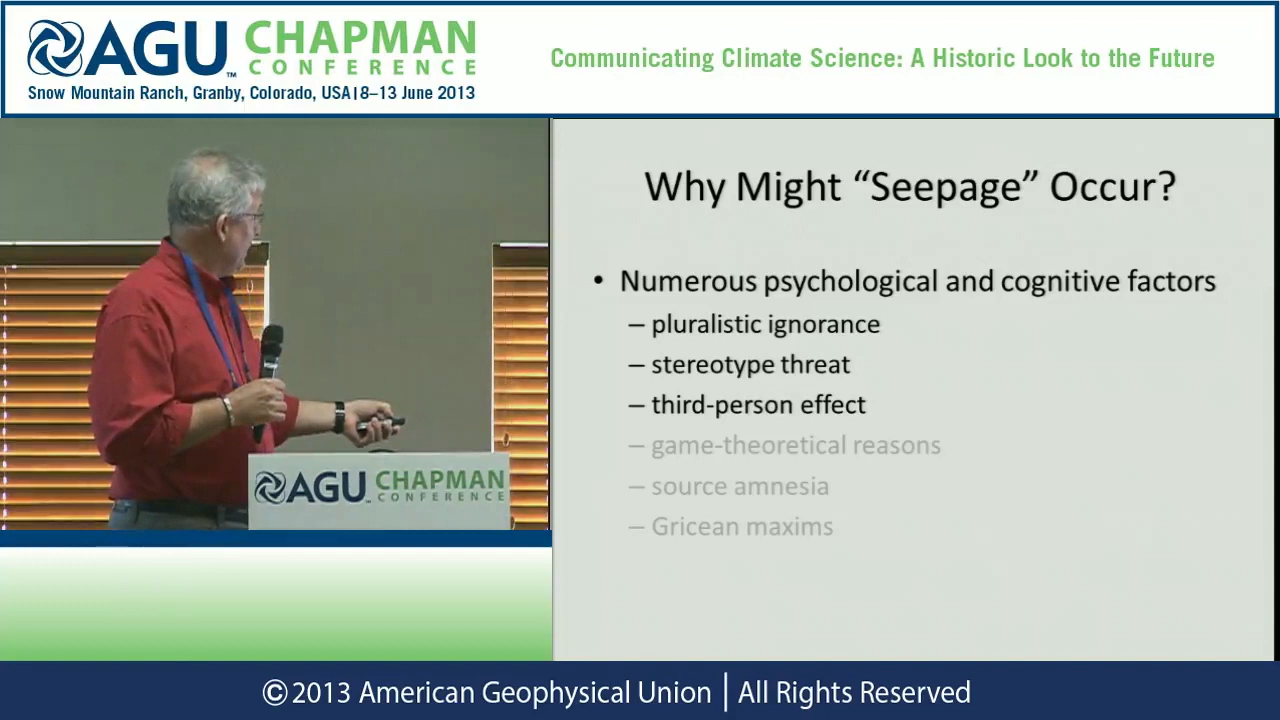 AGU CHAPMAN
™ CONFERENCE
Snow Mountain Ranch, Granby, Colorado, USA|8–13 June 2013
Communicating Climate Science: A Historic Look to the Future
Why Might “Seepage” Occur?
• Numerous psychological and cognitive factors
– pluralistic ignorance
– stereotype threat
– third-person effect
– game-theoretical reasons
– source amnesia
– Gricean maxims
AGU CHAPMAN
CONFERENCE
©2013 American Geophysical Union | All Rights Reserved